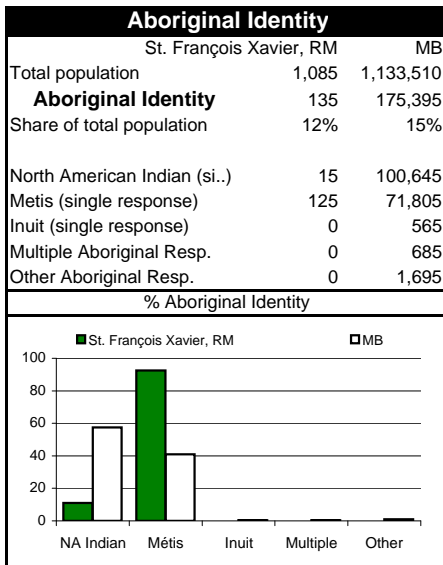 Aboriginal Identity
St. François Xavier, RM MB
Total population 1,085 1,133,510
Aboriginal Identity 135 175,395
Share of total population 12% 15%
North American Indian (si..) 15 100,645
Metis (single response) 125 71,805
Inuit (single response) 0 565
Multiple Aboriginal Resp. 0 685
Other Aboriginal Resp. 0 1,695
% Aboriginal Identity
St. François Xavier, RM MB
100
80
60
40
20
0
NA Indian Métis Inuit Multiple Other